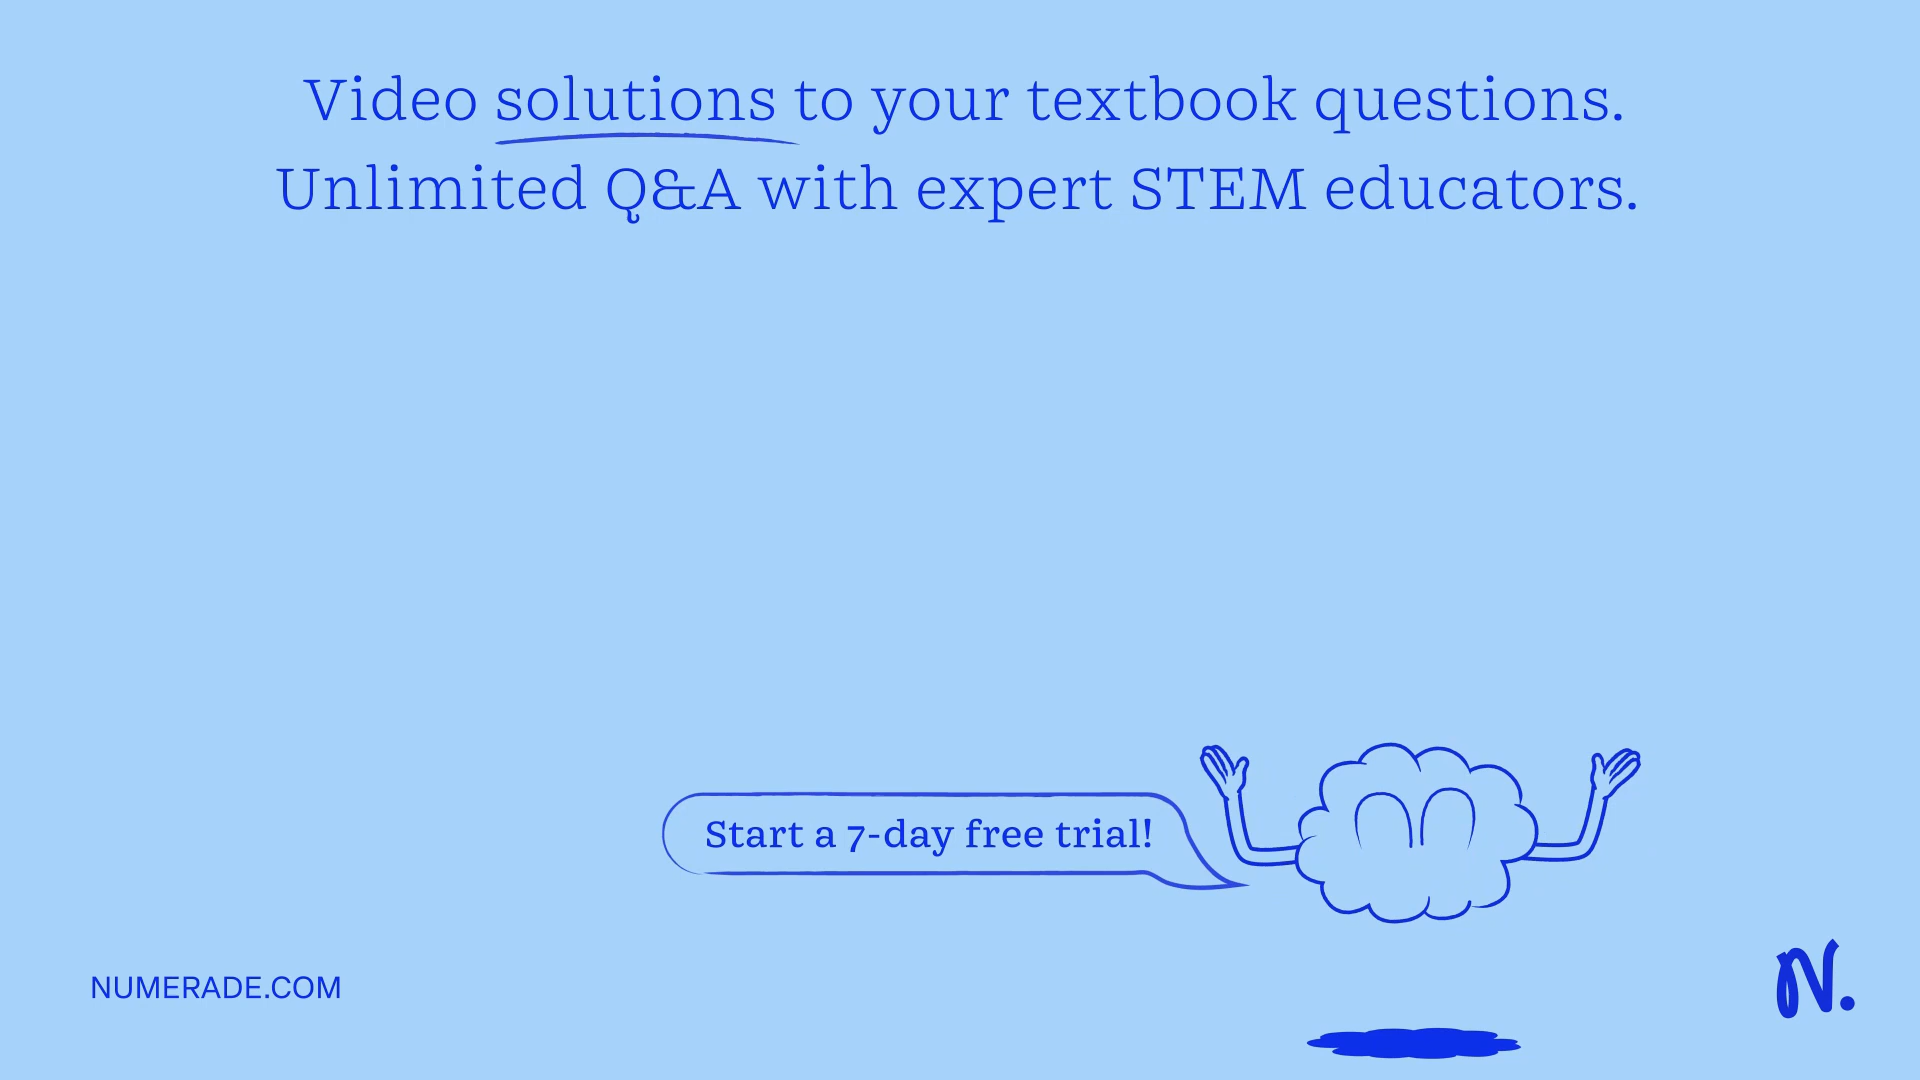 Video solutions to your textbook questions.
Unlimited Q&A with expert STEM educators.
Start a 7-day free trial!
NUMERADE.COM
N.